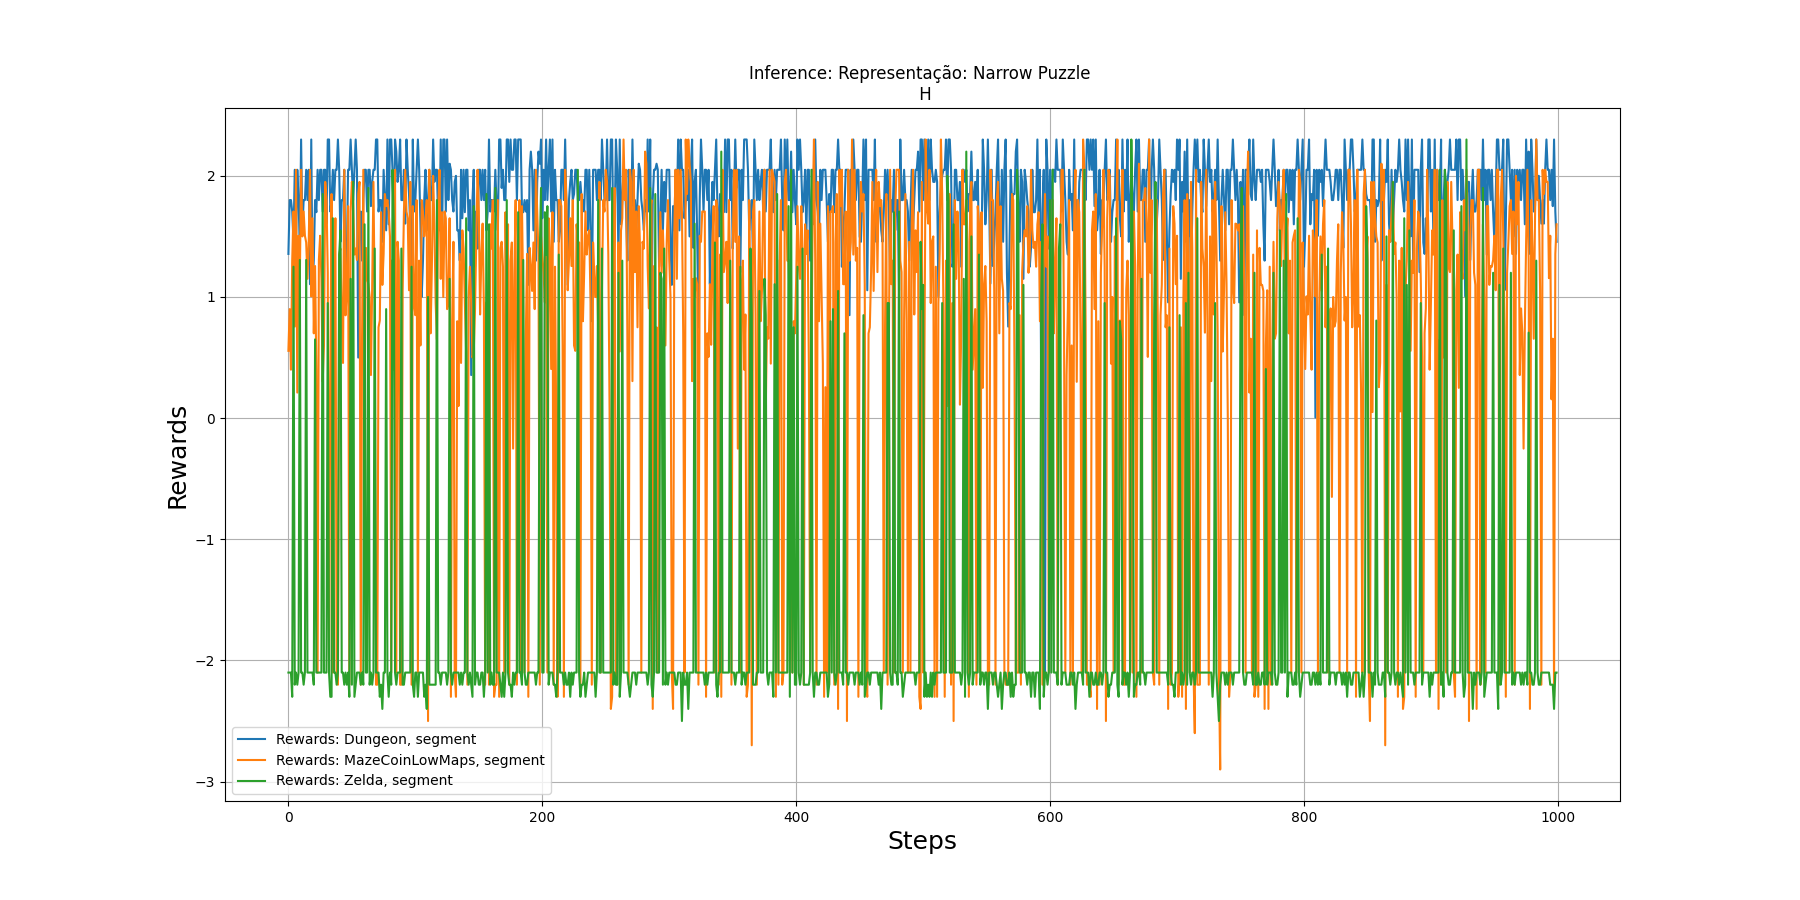 Inference: Representação: Narrow Puzzle
H
Rewards
2
1
0
−1
−2
−3
Rewards: Dungeon, segment
Rewards: MazeCoinLowMaps, segment
Rewards: Zelda, segment
0 200 400 600 800 1000
Steps